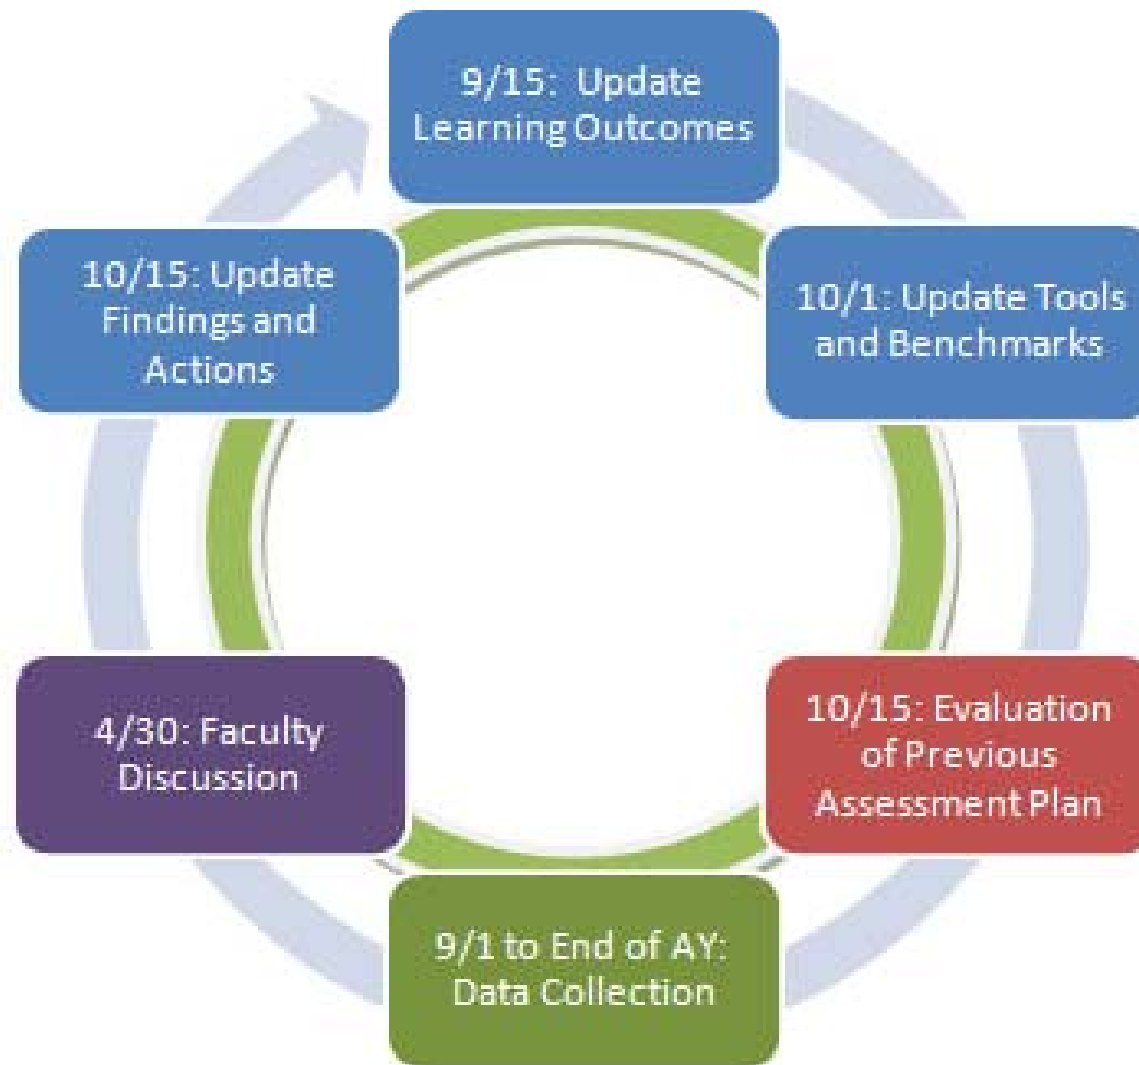 9/15: Update
Learning Outcomes
10/1: Update Tools
and Benchmarks
10/15: Evaluation
of Previous
Assessment Plan
9/1 to End of AY:
Data Collection
4/30: Faculty
Discussion
10/15: Update
Findings and
Actions